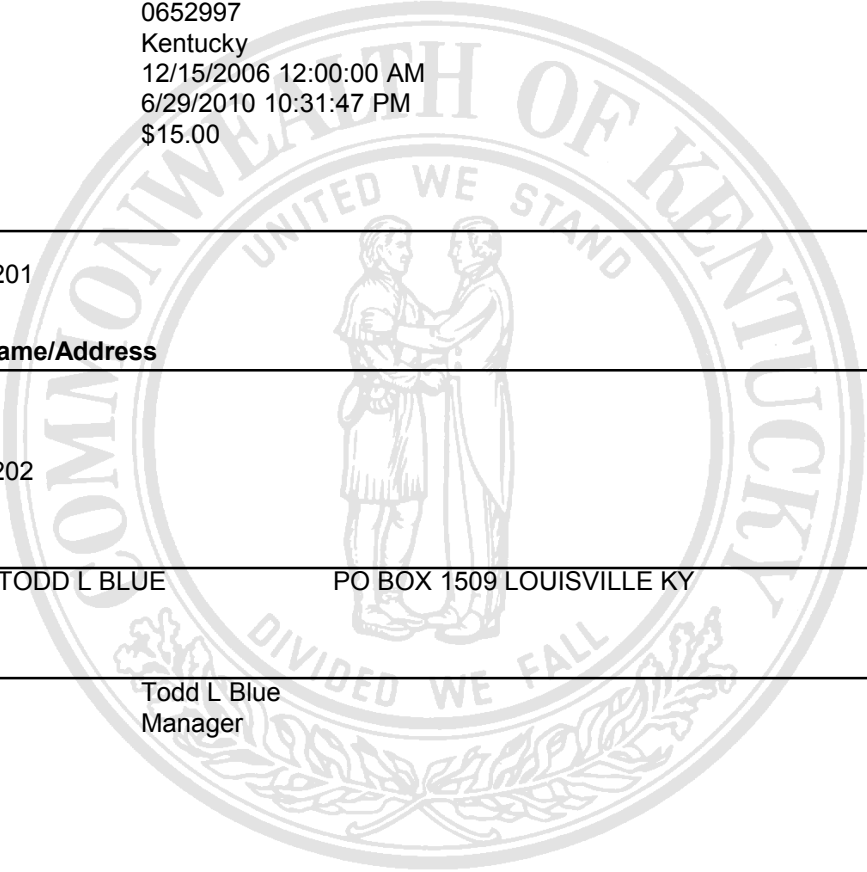 0652997
Kentucky
12/15/2006 12:00:00 AM
6/29/2010 10:31:47 PM
$15.00
COMMONWEALTH OF KENTUCKY
UNITED WE STAND
201
ame/Address
202
TODD L BLUE PO BOX 1509 LOUISVILLE KY
DIVIDED WE FALL
Todd L Blue
Manager